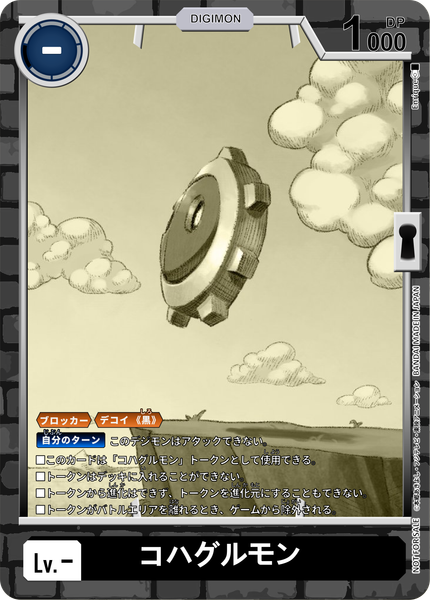 DIGIMON
-
DP
1000
NOT FOR SALE
BANDAI MADE IN JAPAN
ブロッカー デコイ《黒》
自分のターン このデジモンはアタックできない。
■このカードは「コハグルモン」トークンとして使用できる。
■トークンはデッキに入れることができない。
■トークンから進化はできず、トークンを進化元にすることもできない。
■トークンがバトルエリアを離れるとき、ゲームから除外される。
Lv.-
コハグルモン